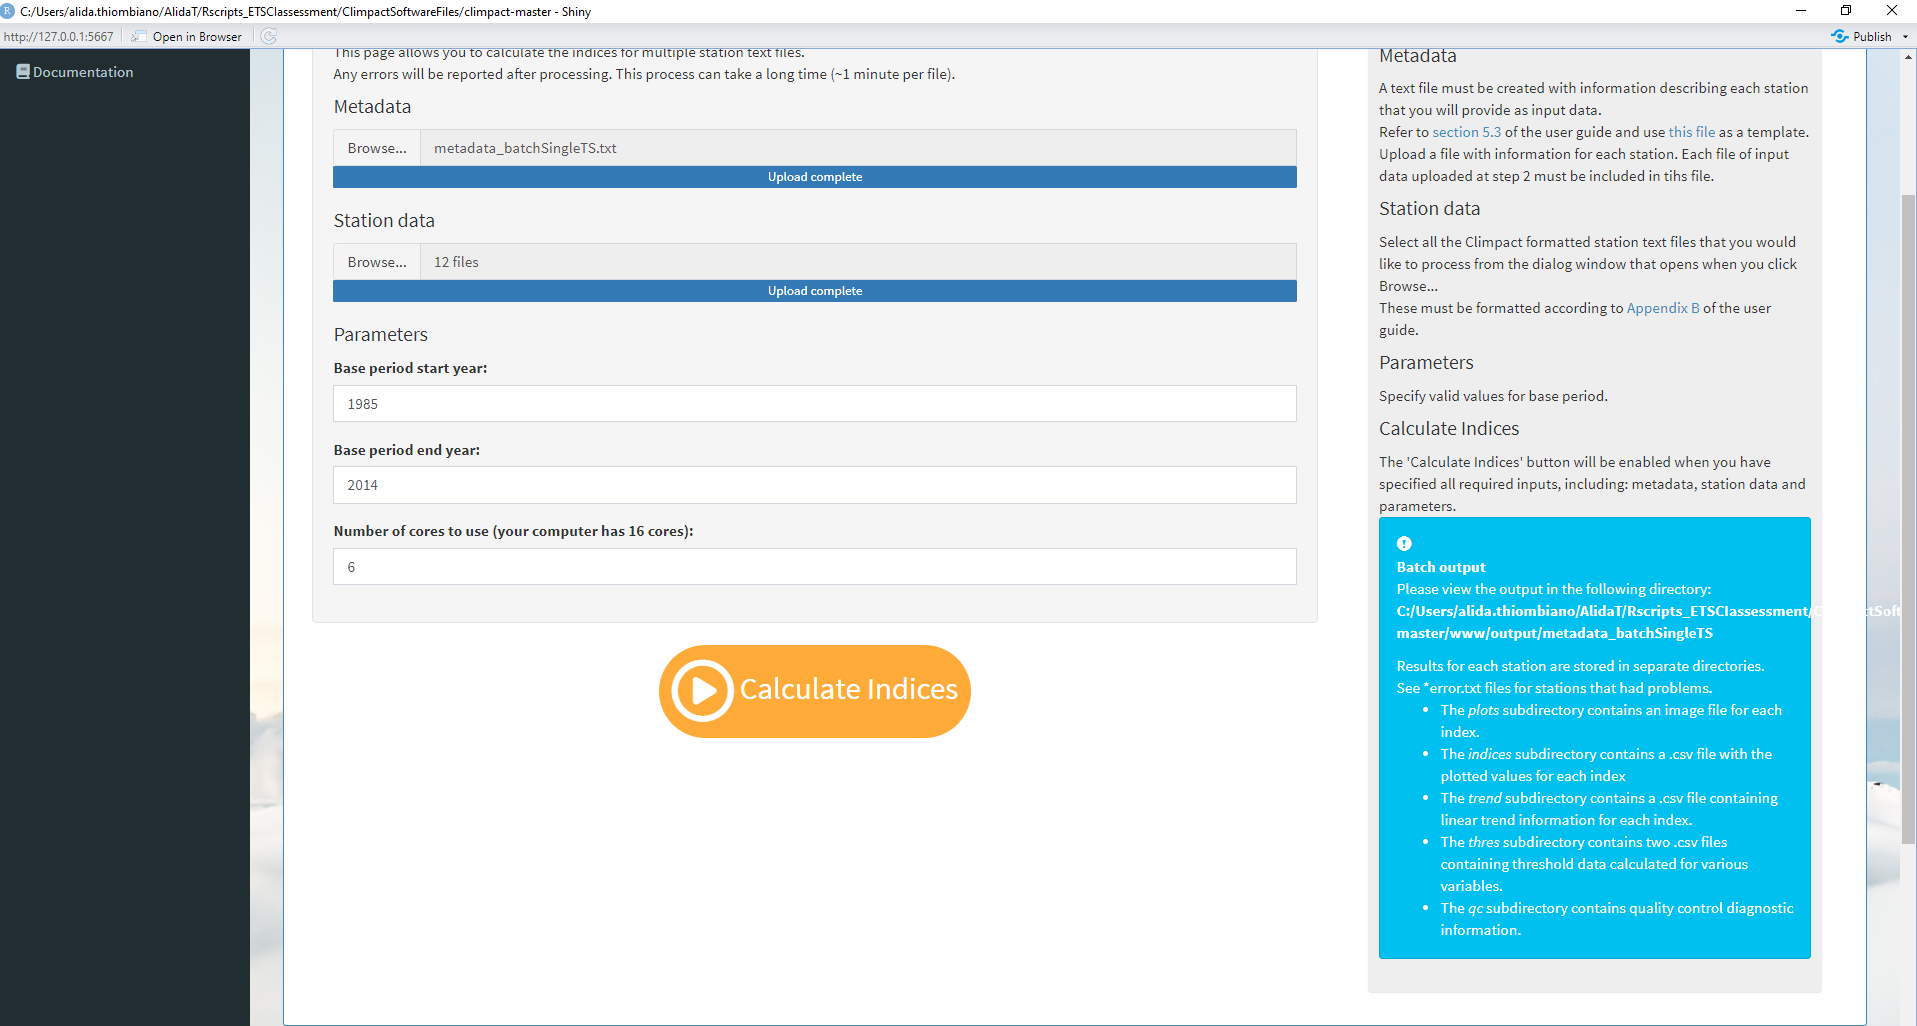 C:/Users/alida.thiombiano/AlidaT/Rscripts_ETSCIassessment/ClimpactSoftwareFiles/climpact-master - Shiny
http://127.0.0.1:5667
Open in Browser
Publish
Documentation
This page allows you to calculate the indices for multiple station text files.
Any errors will be reported after processing. This process can take a long time (~1 minute per file).
Metadata
Browse...
metadata_batchSingleTS.txt
Upload complete
Station data
Browse...
12 files
Upload complete
Parameters
Base period start year:
1985
Base period end year:
2014
Number of cores to use (your computer has 16 cores):
6
Calculate Indices
Metadata
A text file must be created with information describing each station
that you will provide as input data.
Refer to section 5.3 of the user guide and use this file as a template.
Upload a file with information for each station. Each file of input
data uploaded at step 2 must be included in tihs file.
Station data
Select all the Climpact formatted station text files that you would
like to process from the dialog window that opens when you click
Browse...
These must be formatted according to Appendix B of the user
guide.
Parameters
Specify valid values for base period.
Calculate Indices
The 'Calculate Indices' button will be enabled when you have
specified all required inputs, including: metadata, station data and
parameters.
Batch output
Please view the output in the following directory:
C:/Users/alida.thiombiano/AlidaT/Rscripts_ETSCIassessment/
master/www/output/metadata_batchSingleTS
Results for each station are stored in separate directories.
See *error.txt files for stations that had problems.
• The plots subdirectory contains an image file for each
index.
• The indices subdirectory contains a .csv file with the
plotted values for each index
• The trend subdirectory contains a .csv file containing
linear trend information for each index.
• The thres subdirectory contains two .csv files
containing threshold data calculated for various
variables.
• The qc subdirectory contains quality control diagnostic
information.